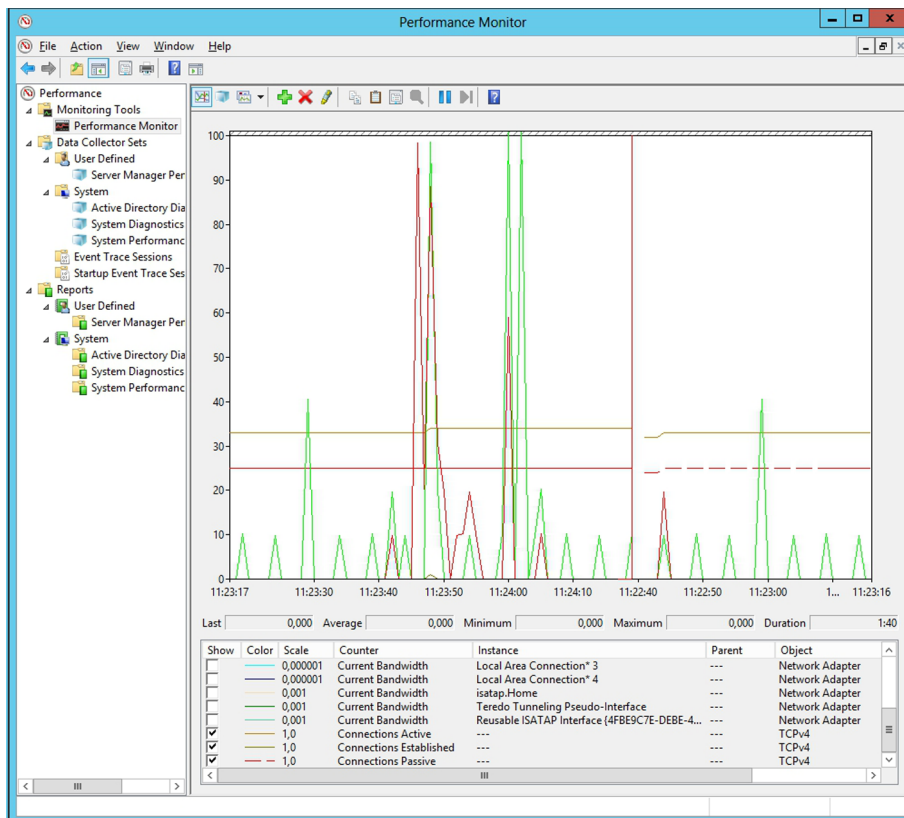 Performance Monitor
File Action View Window Help
Performance
Monitoring Tools
Performance Monitor
Data Collector Sets
User Defined
Server Manager Per
System
Active Directory Dia
System Diagnostics
System Performanc
Event Trace Sessions
Startup Event Trace Ses
Reports
User Defined
Server Manager Per
System
Active Directory Dia
System Diagnostics
System Performanc
100
90
80
70
60
50
40
30
20
10
0
11:23:17 11:23:30 11:23:40 11:23:50 11:24:00 11:24:10 11:22:40 11:22:50 11:23:00 1... 11:23:16
Last 0,000 Average 0,000 Minimum 0,000 Maximum 0,000 Duration 1:40
Show Color Scale Counter Instance Parent Object
0,000001 Current Bandwidth Local Area Connection* 3 --- Network Adapter
0,000001 Current Bandwidth Local Area Connection* 4 --- Network Adapter
0,001 Current Bandwidth isatap.Home --- Network Adapter
0,001 Current Bandwidth Teredo Tunneling Pseudo-Interface --- Network Adapter
0,001 Current Bandwidth Reusable ISATAP Interface {4FBE9C7E-DEBE-4... --- Network Adapter
1,0 Connections Active --- --- TCPv4
1,0 Connections Established --- --- TCPv4
1,0 Connections Passive --- --- TCPv4